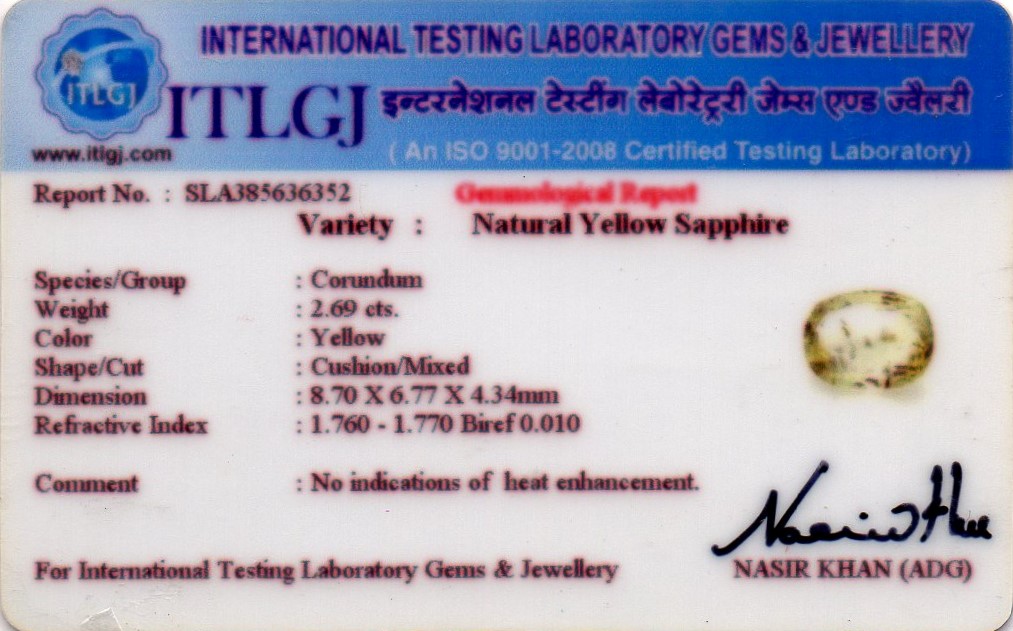 INTERNATIONAL TESTING LABORATORY GEMS & JEWELLERY
ITLGJ
ITLGJ
इन्टरनेशनल टेस्टींग लेबोरेट्ररी जेम्स एण्ड ज्वैलरी
www.itlgj.com
( An ISO 9001-2008 Certified Testing Laboratory)
Report No. : SLA385636352
Gemmological Report
Variety : Natural Yellow Sapphire
Species/Group : Corundum
Weight : 2.69 cts.
Color : Yellow
Shape/Cut : Cushion/Mixed
Dimension : 8.70 X 6.77 X 4.34mm
Refractive Index : 1.760 - 1.770 Biref 0.010
Comment : No indications of heat enhancement.
For International Testing Laboratory Gems & Jewellery
NASIR KHAN (ADG)